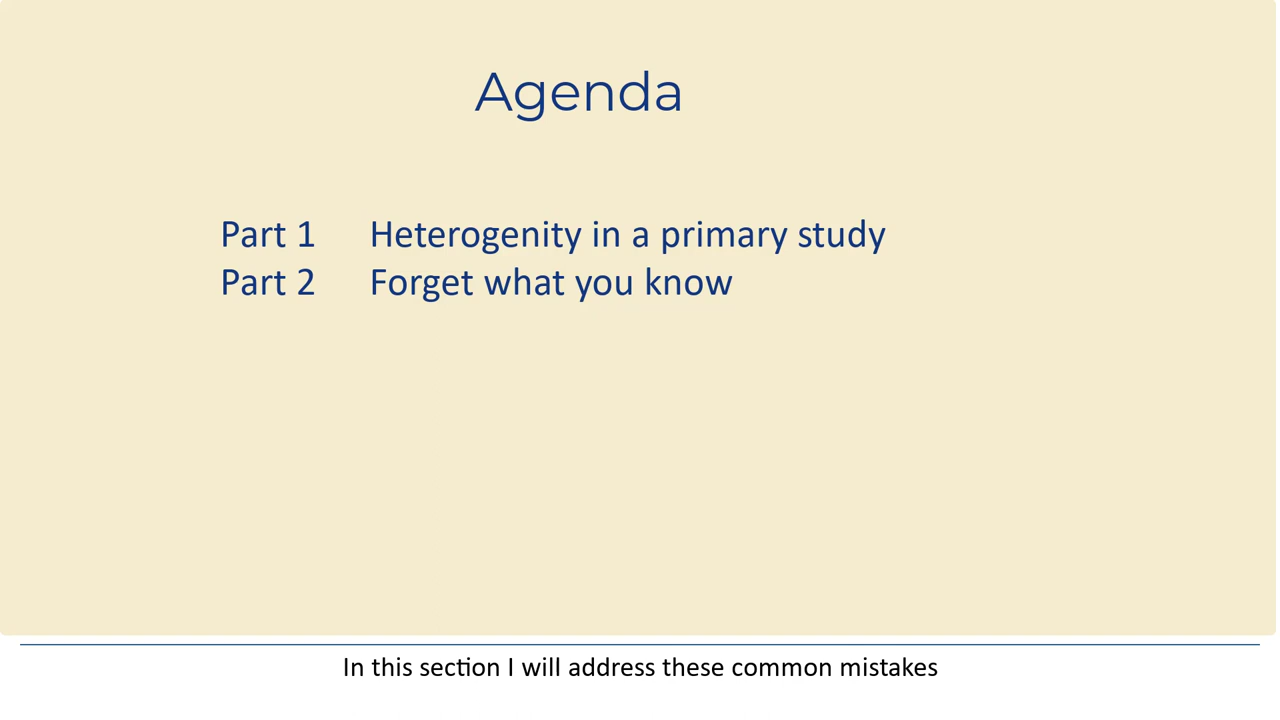 Agenda
Part 1 Heterogenity in a primary study
Part 2 Forget what you know
In this section I will address these common mistakes